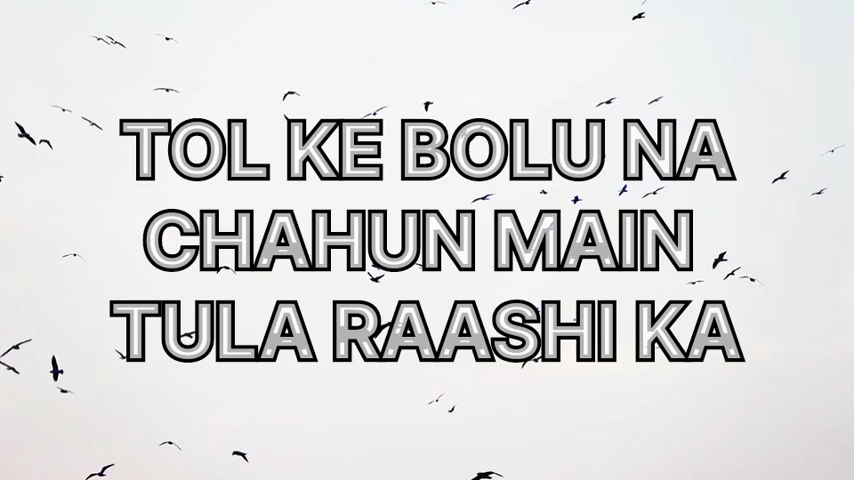 TOL KE BOLU NA
CHAHUN MAIN
TULA RAASHI KA